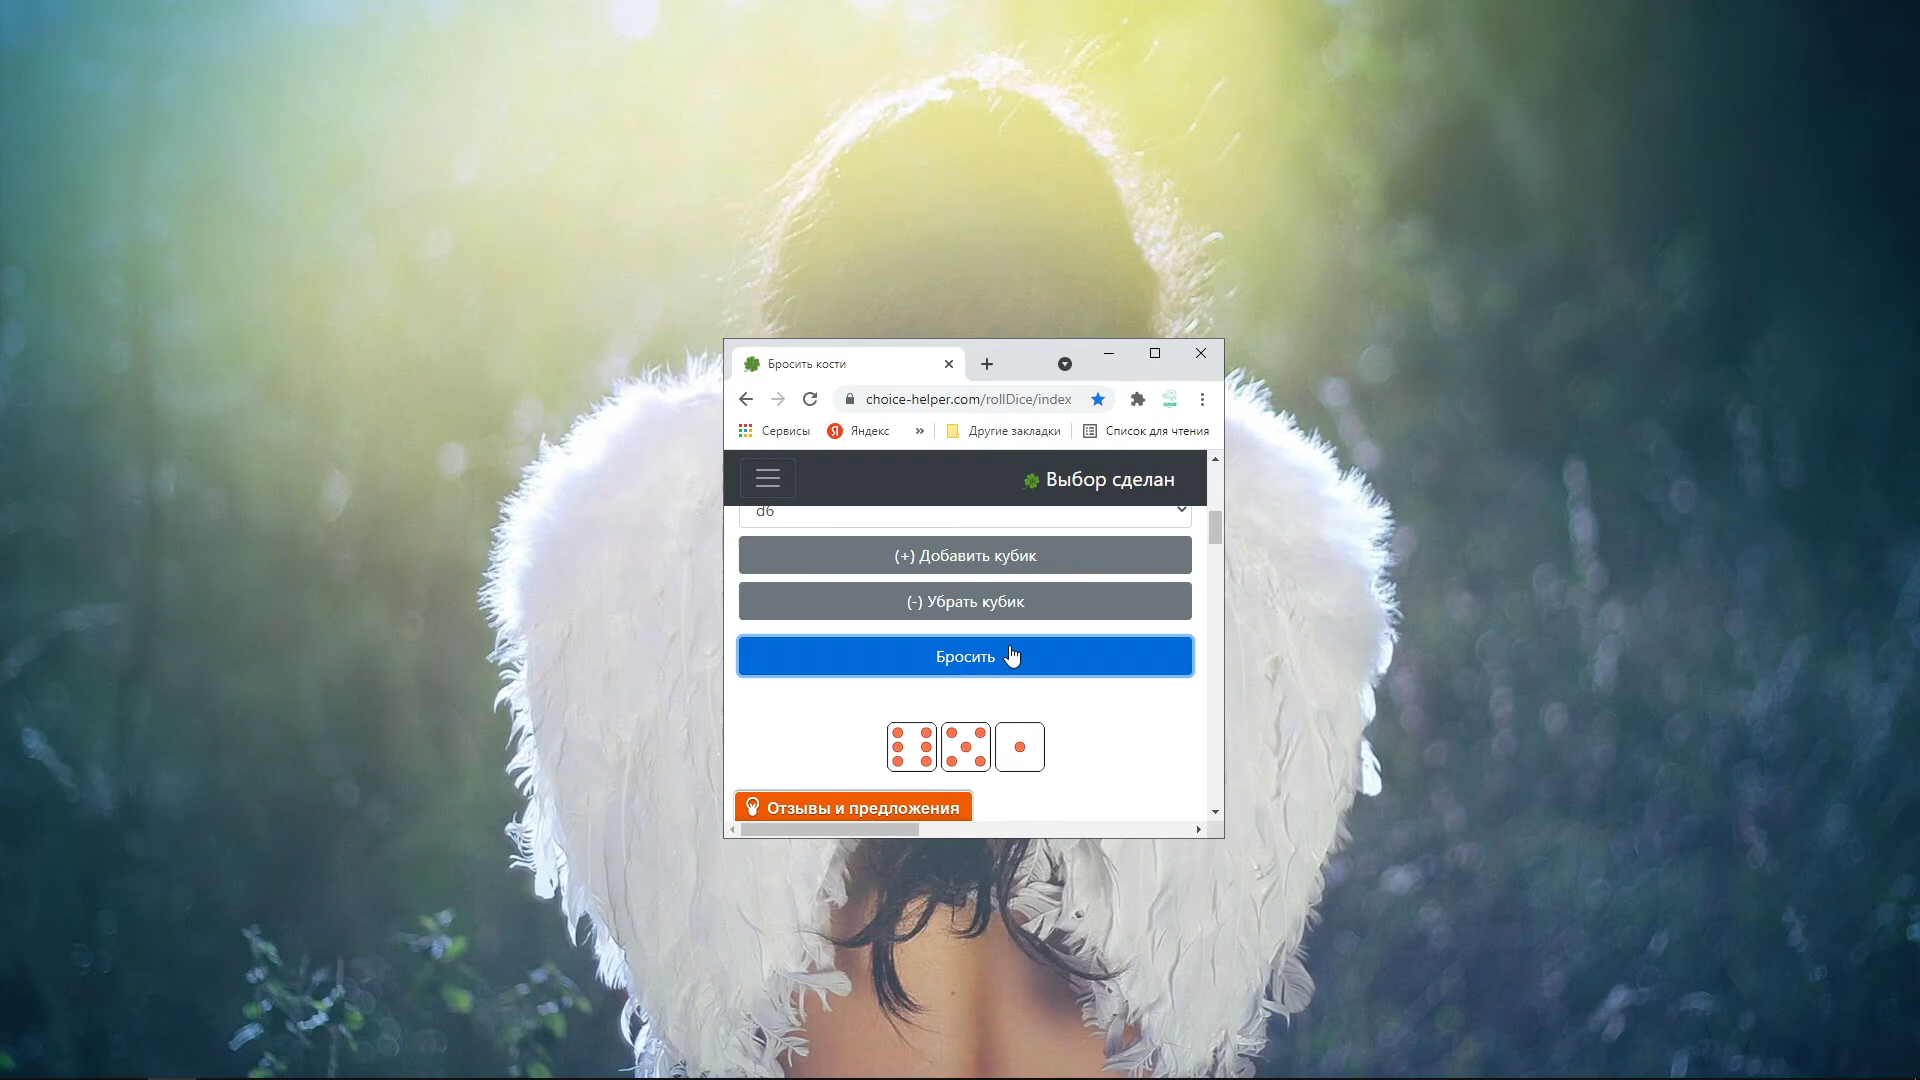 Бросить кости
choice-helper.com/rollDice/index
Сервисы Яндекс » Другие закладки Список для чтения
Выбор сделан
d6
(+) Добавить кубик
(-) Убрать кубик
Бросить
Отзывы и предложения